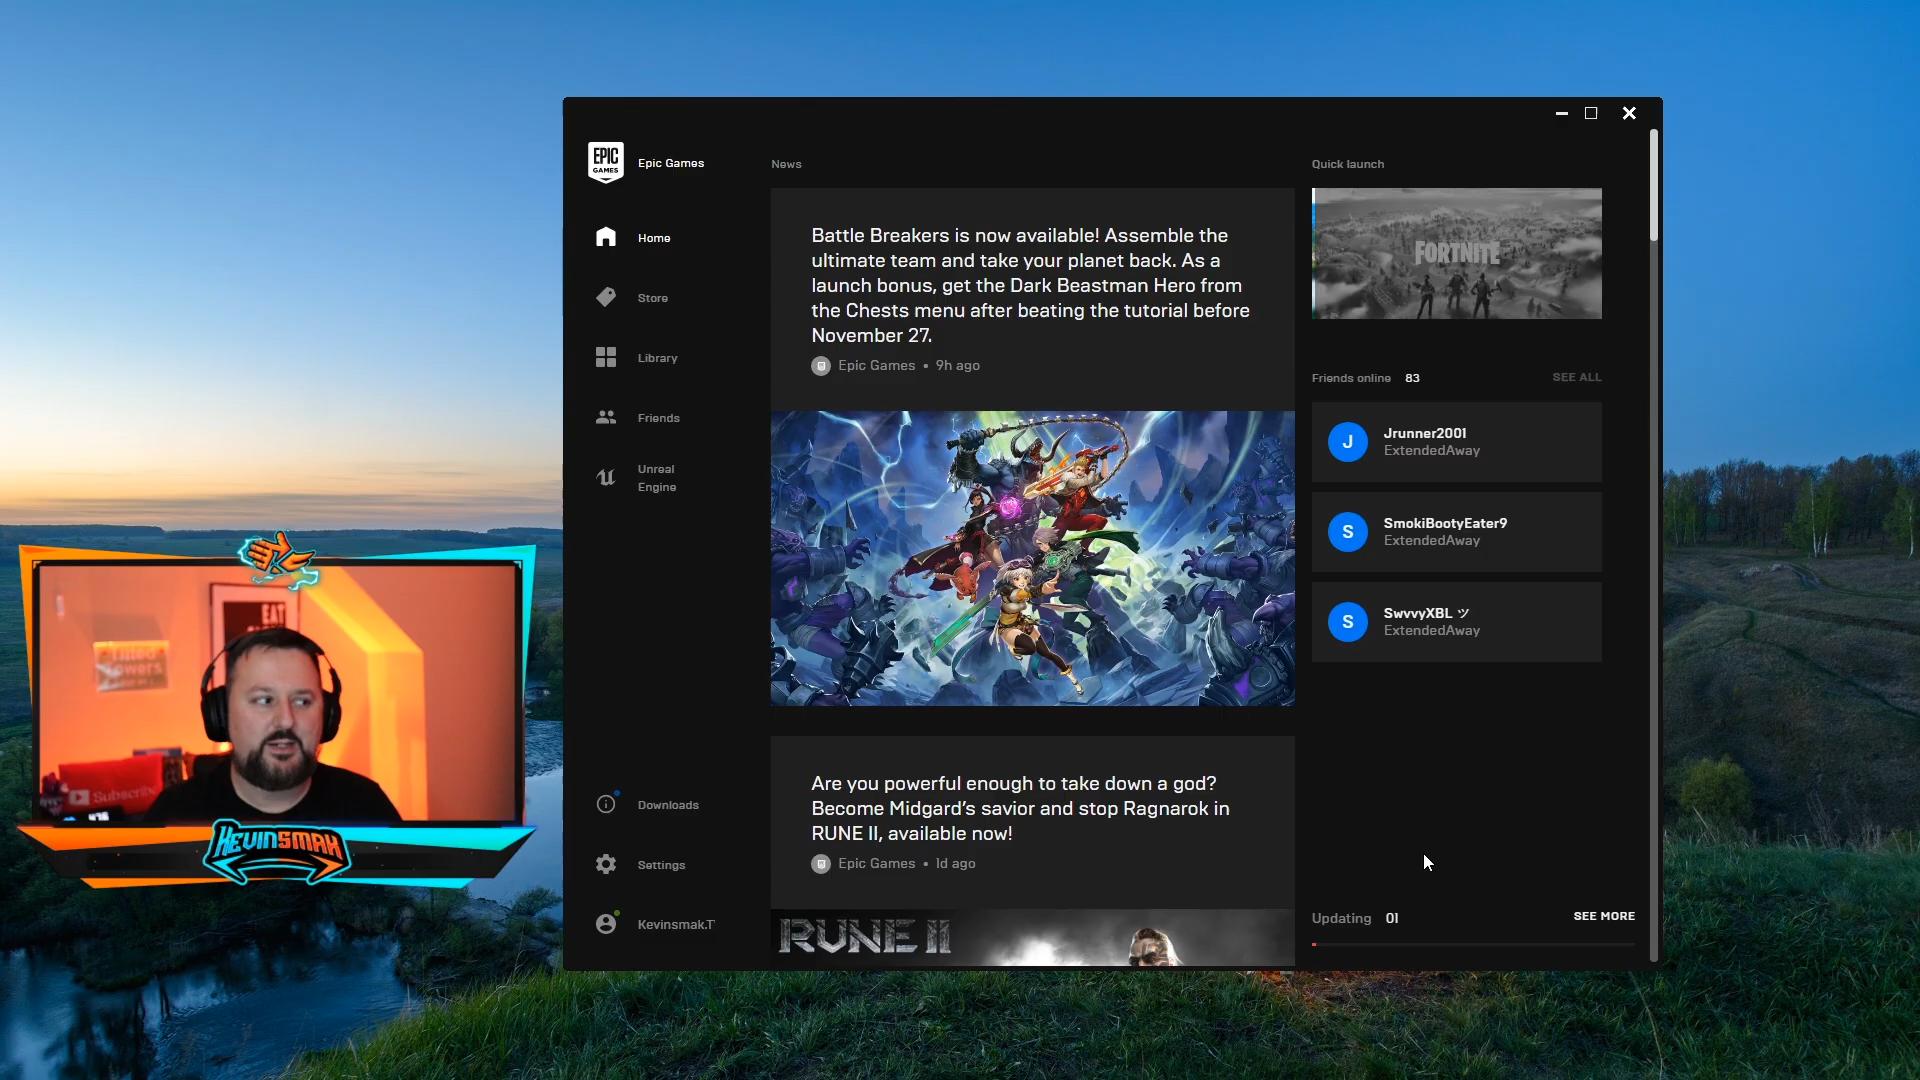 EPIC
GAMES
Epic Games
Home
Store
Library
Friends
Unreal
Engine
Downloads
Settings
Kevinsmak.T
News
Battle Breakers is now available! Assemble the
ultimate team and take your planet back. As a
launch bonus, get the Dark Beastman Hero from
the Chests menu after beating the tutorial before
November 27.
Epic Games • 9h ago
Are you powerful enough to take down a god?
Become Midgard’s savior and stop Ragnarok in
RUNE II, available now!
Epic Games • 1d ago
RUNE II
Quick launch
FORTNITE
Friends online 83
SEE ALL
J
Jrunner2001
ExtendedAway
S
SmokiBootyEater9
ExtendedAway
S
SwvvyXBL ツ
ExtendedAway
Updating 01
SEE MORE
EAT
Tilted
Towers
Subscribe
KEVINSMAK